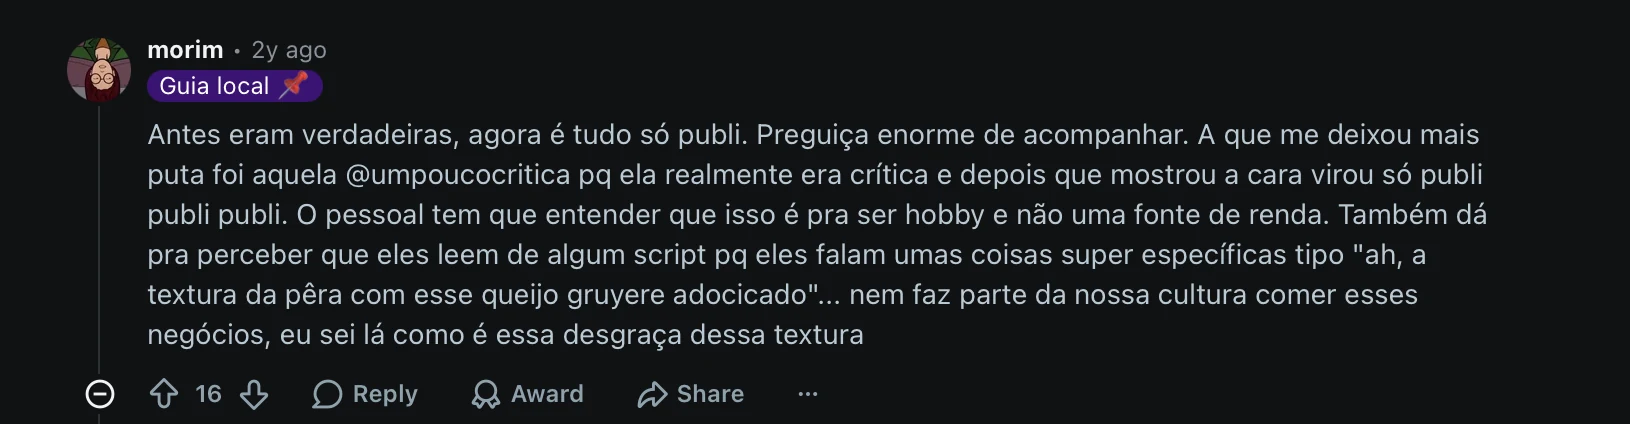 morim • 2y ago
Guia local 📌
Antes eram verdadeiras, agora é tudo só publi. Preguiça enorme de acompanhar. A que me deixou mais
puta foi aquela @umpoucocritica pq ela realmente era crítica e depois que mostrou a cara virou só publi
publi publi. O pessoal tem que entender que isso é pra ser hobby e não uma fonte de renda. Também dá
pra perceber que eles leem de algum script pq eles falam umas coisas super específicas tipo "ah, a
textura da pêra com esse queijo gruyere adocicado"... nem faz parte da nossa cultura comer esses
negócios, eu sei lá como é essa desgraça dessa textura
16 Reply Award Share ...